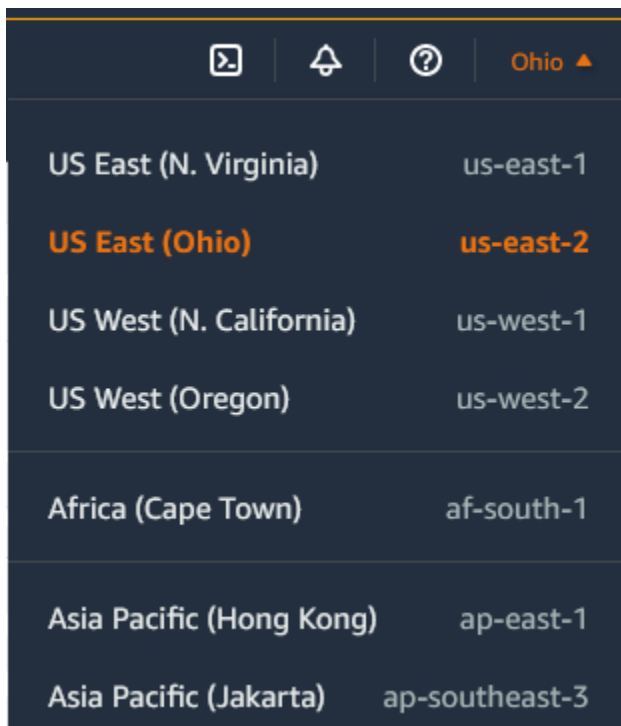 Ohio
US East (N. Virginia) us-east-1
US East (Ohio) us-east-2
US West (N. California) us-west-1
US West (Oregon) us-west-2
Africa (Cape Town) af-south-1
Asia Pacific (Hong Kong) ap-east-1
Asia Pacific (Jakarta) ap-southeast-3